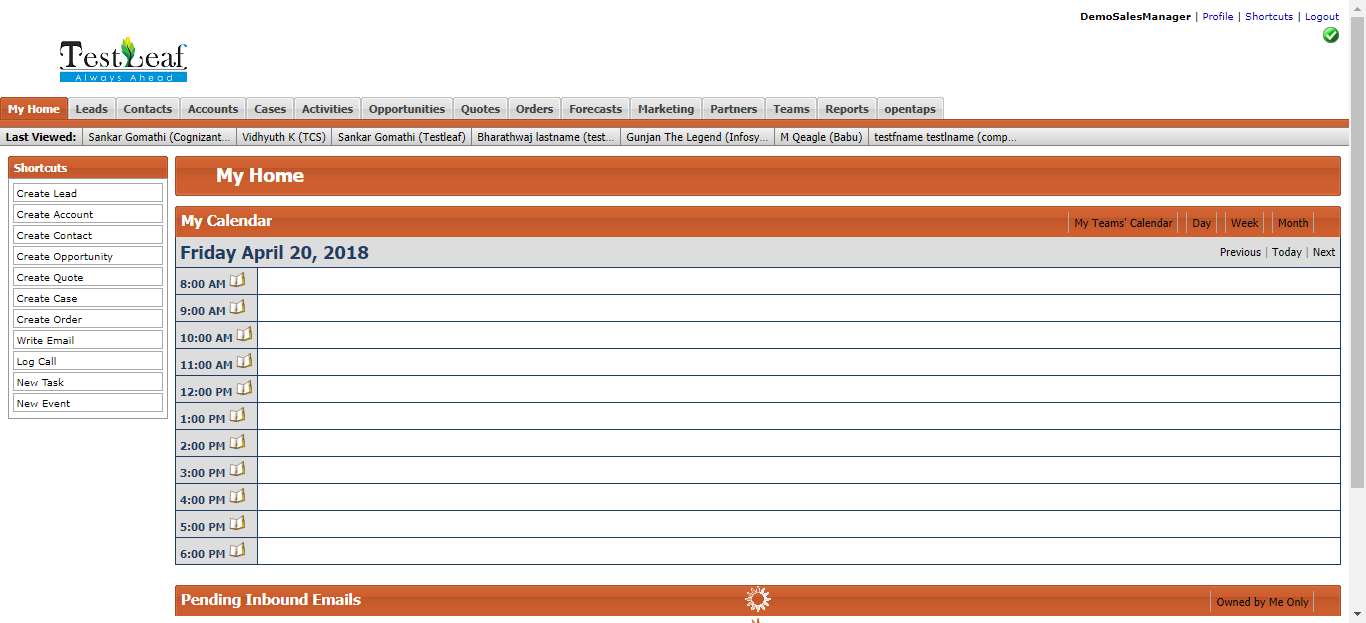 DemoSalesManager | Profile | Shortcuts | Logout
TestLeaf
Always Ahead
My Home Leads Contacts Accounts Cases Activities Opportunities Quotes Orders Forecasts Marketing Partners Teams Reports opentaps
Last Viewed: Sankar Gomathi (Cognizant... Vidhyuth K (TCS) Sankar Gomathi (Testleaf) Bharathwaj lastname (test... Gunjan The Legend (Infosy... M Qeagle (Babu) testfname testlname (comp...
Shortcuts
Create Lead
Create Account
Create Contact
Create Opportunity
Create Quote
Create Case
Create Order
Write Email
Log Call
New Task
New Event
My Home
My Calendar My Teams' Calendar Day Week Month
Friday April 20, 2018 Previous | Today | Next
8:00 AM
9:00 AM
10:00 AM
11:00 AM
12:00 PM
1:00 PM
2:00 PM
3:00 PM
4:00 PM
5:00 PM
6:00 PM
Pending Inbound Emails Owned by Me Only